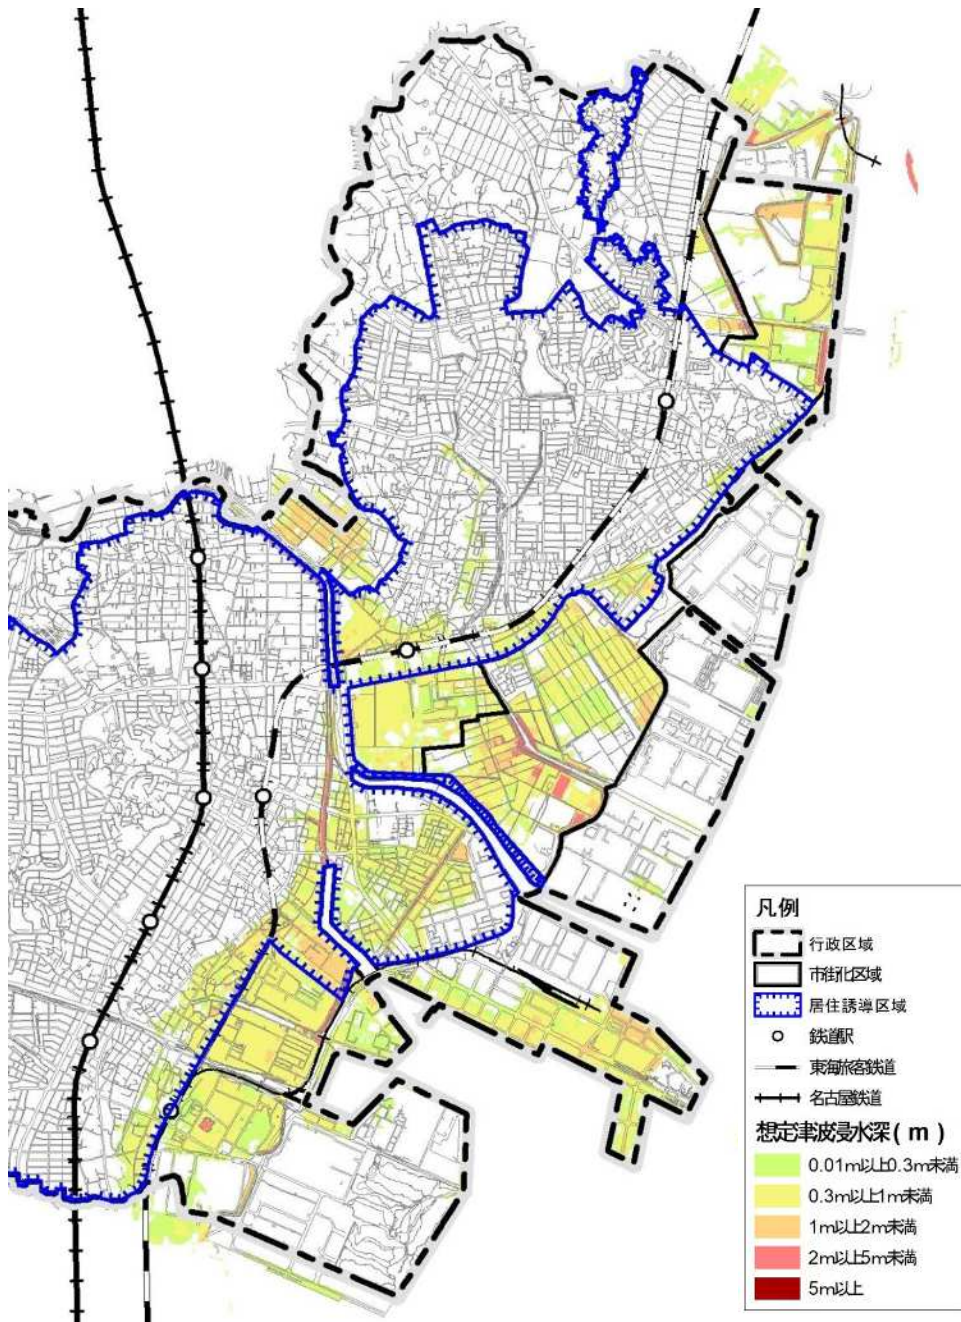 凡例
行政区域
市街化区域
居住誘導区域
鉄道駅
東海旅客鉄道
名古屋鉄道
想定津波浸水深(m)
0.01m以上0.3m未満
0.3m以上1m未満
1m以上2m未満
2m以上5m未満
5m以上